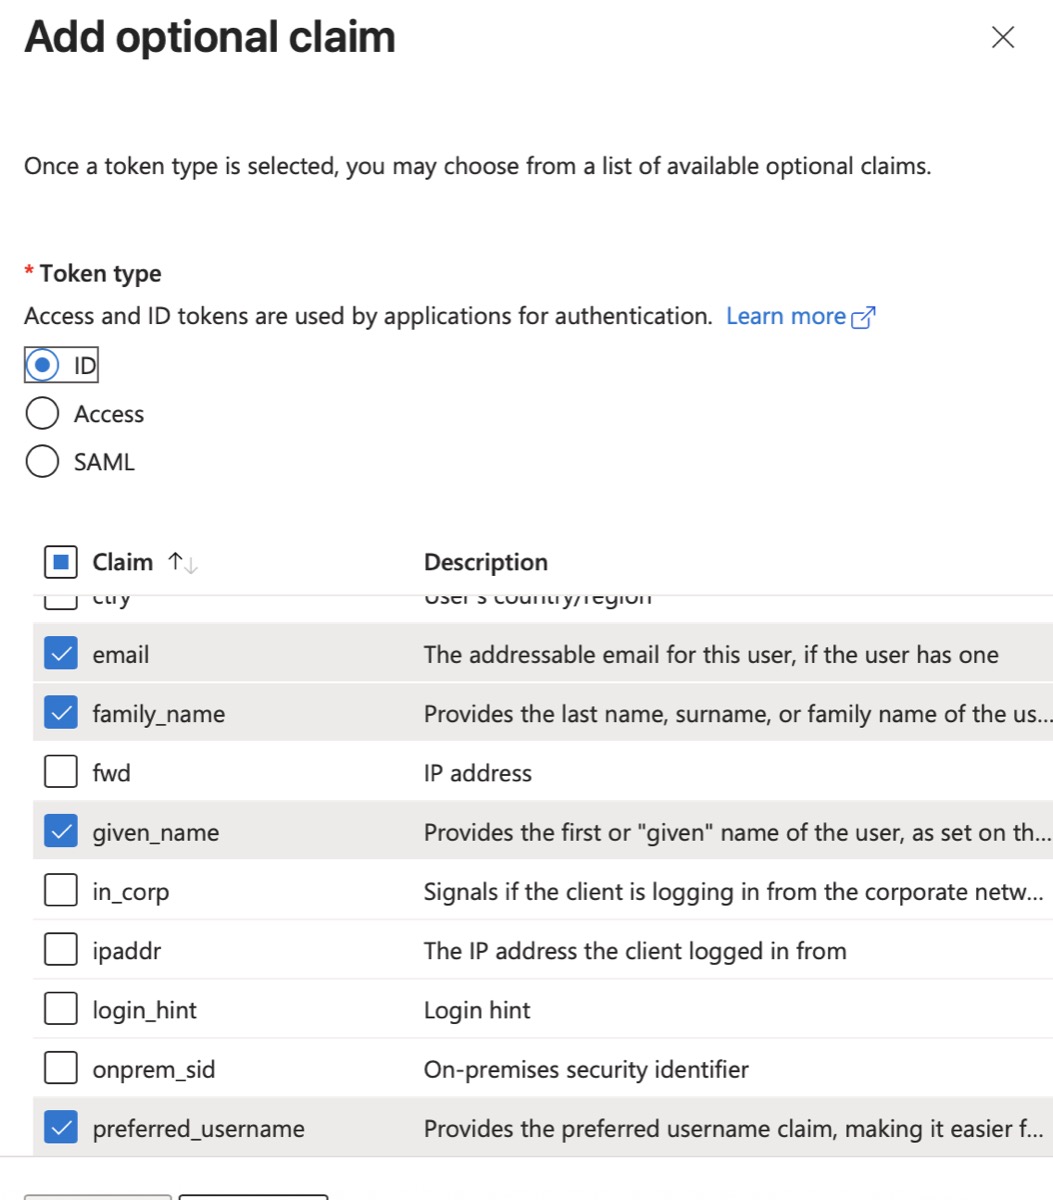 Add optional claim
Once a token type is selected, you may choose from a list of available optional claims.
* Token type
Access and ID tokens are used by applications for authentication. Learn more
ID
Access
SAML
Claim ↑↓ Description
ctry User's country/region
email The addressable email for this user, if the user has one
family_name Provides the last name, surname, or family name of the us...
fwd IP address
given_name Provides the first or "given" name of the user, as set on th...
in_corp Signals if the client is logging in from the corporate netw...
ipaddr The IP address the client logged in from
login_hint Login hint
onprem_sid On-premises security identifier
preferred_username Provides the preferred username claim, making it easier f...